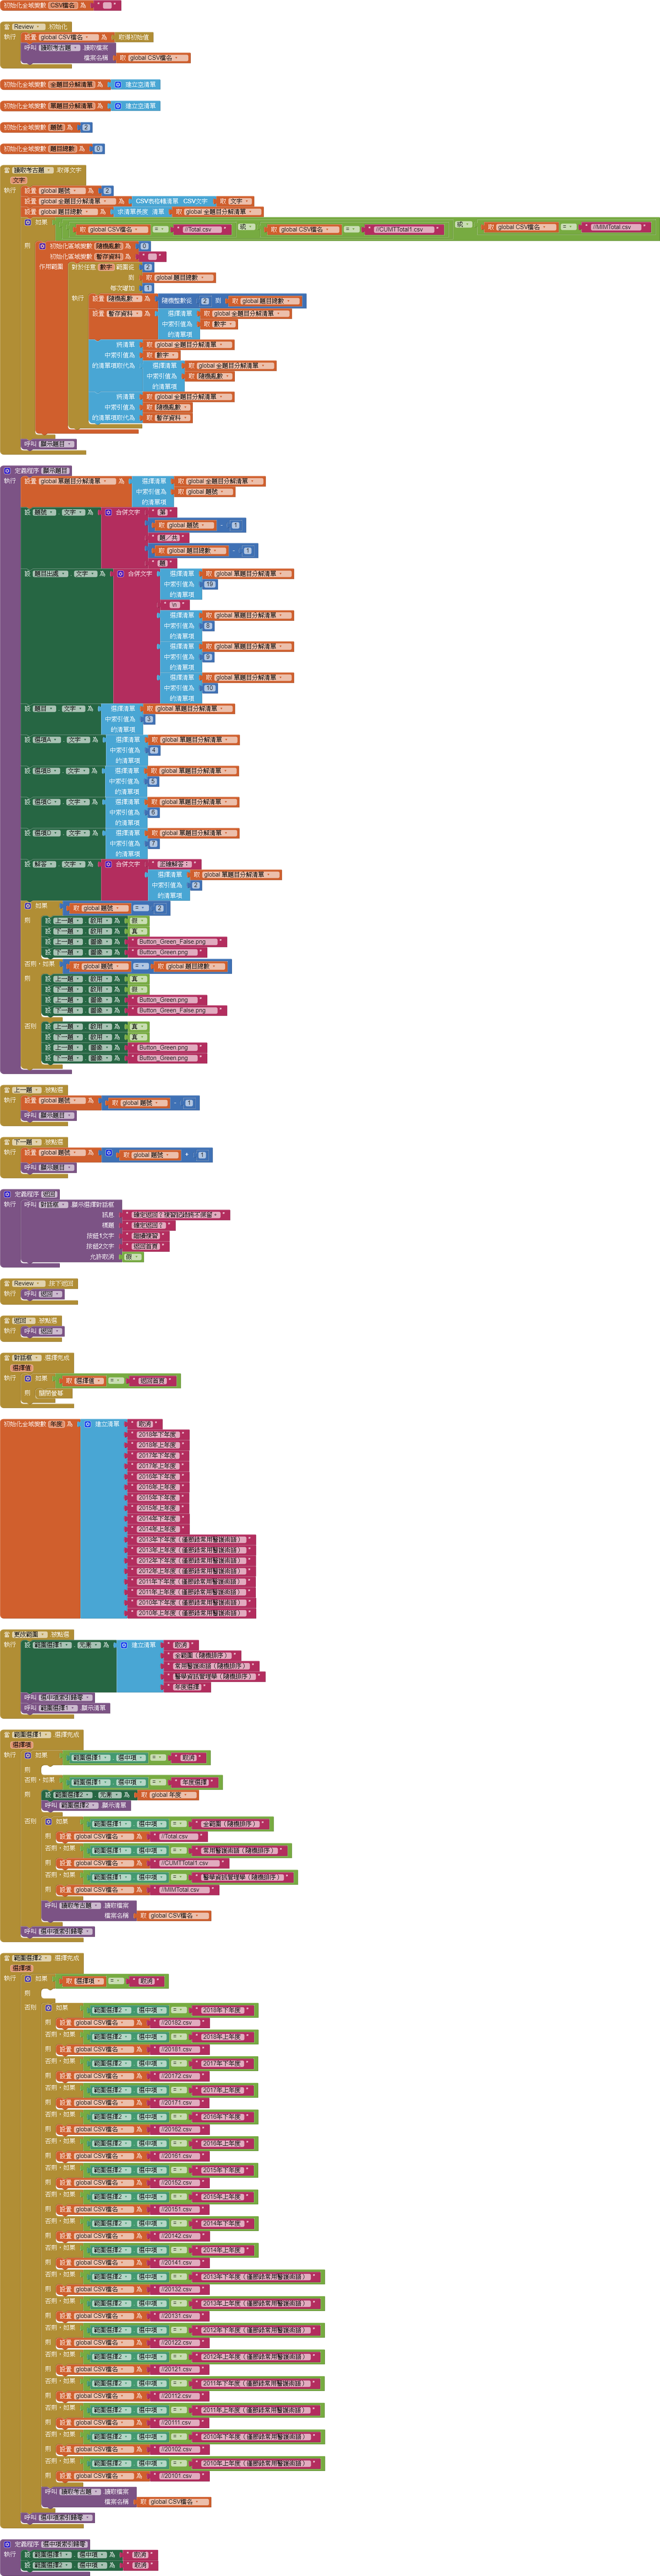 初始化全域變數 CSV檔名 為 " "
當 Review 初始化
執行 設置 global CSV檔名 為 取得初始值
呼叫 讀取考古題 讀取檔案
檔案名稱 取 global CSV檔名
初始化全域變數 全題目分解清單 為 建立空清單
初始化全域變數 單題目分解清單 為 建立空清單
初始化全域變數 題號 為 2
初始化全域變數 題目總數 為 0
當 讀取考古題 取得文字
文字
執行 設置 global 題號 為 2
設置 global 全題目分解清單 為 CSV表格轉清單 CSV文字 取 文字
設置 global 題目總數 為 求清單長度 清單 取 global 全題目分解清單
如果 取 global CSV檔名 = "//Total.csv" 或 取 global CSV檔名 = "//CUMTTotal1.csv" 或 取 global CSV檔名 = "//MIMTotal.csv"
則 初始化區域變數 隨機亂數 為 0
初始化區域變數 暫存資料 為 " "
作用範圍 對於任意 數字 範圍從 2
到 取 global 題目總數
每次增加 1
執行 設置 隨機亂數 為 隨機整數從 2 到 取 global 題目總數
設置 暫存資料 為 選擇清單 取 global 全題目分解清單
中索引值為 取 數字
的清單項
將清單 取 global 全題目分解清單
中索引值為 取 數字
的清單項取代為 選擇清單 取 global 全題目分解清單
中索引值為 取 隨機亂數
的清單項
將清單 取 global 全題目分解清單
中索引值為 取 隨機亂數
的清單項取代為 取 暫存資料
呼叫 顯示題目
定義程序 顯示題目
執行 設置 global 單題目分解清單 為 選擇清單 取 global 全題目分解清單
中索引值為 取 global 題號
的清單項
設 題號 . 文字 為 合併文字 "第"
取 global 題號 - 1
"題／共"
取 global 題目總數 - 1
"題"
設 題目出處 . 文字 為 合併文字 選擇清單 取 global 單題目分解清單
中索引值為 19
的清單項
"\n"
選擇清單 取 global 單題目分解清單
中索引值為 8
的清單項
選擇清單 取 global 單題目分解清單
中索引值為 9
的清單項
選擇清單 取 global 單題目分解清單
中索引值為 10
的清單項
設 題目 . 文字 為 選擇清單 取 global 單題目分解清單
中索引值為 3
的清單項
設 選項A . 文字 為 選擇清單 取 global 單題目分解清單
中索引值為 4
的清單項
設 選項B . 文字 為 選擇清單 取 global 單題目分解清單
中索引值為 5
的清單項
設 選項C . 文字 為 選擇清單 取 global 單題目分解清單
中索引值為 6
的清單項
設 選項D . 文字 為 選擇清單 取 global 單題目分解清單
中索引值為 7
的清單項
設 解答 . 文字 為 合併文字 "正確解答："
選擇清單 取 global 單題目分解清單
中索引值為 2
的清單項
如果 取 global 題號 = 2
則 設 上一題 . 啟用 為 假
設 下一題 . 啟用 為 真
設 上一題 . 圖像 為 "Button_Green_False.png"
設 下一題 . 圖像 為 "Button_Green.png"
否則，如果 取 global 題號 = 取 global 題目總數
則 設 上一題 . 啟用 為 真
設 下一題 . 啟用 為 假
設 上一題 . 圖像 為 "Button_Green.png"
設 下一題 . 圖像 為 "Button_Green_False.png"
否則 設 上一題 . 啟用 為 真
設 下一題 . 啟用 為 真
設 上一題 . 圖像 為 "Button_Green.png"
設 下一題 . 圖像 為 "Button_Green.png"
當 上一題 被點選
執行 設置 global 題號 為 取 global 題號 - 1
呼叫 顯示題目
當 下一題 被點選
執行 設置 global 題號 為 取 global 題號 + 1
呼叫 顯示題目
定義程序 返回
執行 呼叫 對話框 顯示選擇對話框
訊息
標題 "確定返回？"
按鈕1文字 "繼續練習"
按鈕2文字 "返回首頁"
允許取消 假
當 Review 按下返回
執行 呼叫 返回
當 返回 被點選
執行 呼叫 返回
當 對話框 選擇完成
選擇值
執行 如果 取 選擇值 = "返回首頁"
則 關閉螢幕
初始化全域變數 年度 為 建立清單 "取消"
"2018年下年度"
"2018年上年度"
"2017年下年度"
"2017年上年度"
"2016年下年度"
"2016年上年度"
"2015年下年度"
"2015年上年度"
"2014年下年度"
"2014年上年度"
"2013年下年度（僅節錄常用醫護術語）"
"2013年上年度（僅節錄常用醫護術語）"
"2012年下年度（僅節錄常用醫護術語）"
"2012年上年度（僅節錄常用醫護術語）"
"2011年下年度（僅節錄常用醫護術語）"
"2011年上年度（僅節錄常用醫護術語）"
"2010年下年度（僅節錄常用醫護術語）"
"2010年上年度（僅節錄常用醫護術語）"
當 更改範圍 被點選
執行 設 範圍選擇1 . 元素 為 建立清單 "取消"
"全範圍（隨機排序）"
"常用醫護術語（隨機排序）"
"醫學資訊管理學（隨機排序）"
"年度選擇"
呼叫 選中項索引歸零
呼叫 範圍選擇1 .顯示清單
當 範圍選擇1 選擇完成
選擇項
執行 如果 範圍選擇1 . 選中項 = "取消"
則
否則，如果 範圍選擇1 . 選中項 = "年度選擇"
則 設 範圍選擇2 . 元素 為 取 global 年度
呼叫 範圍選擇2 .顯示清單
否則 如果 範圍選擇1 . 選中項 = "全範圍（隨機排序）"
則 設置 global CSV檔名 為 "//Total.csv"
否則，如果 範圍選擇1 . 選中項 = "常用醫護術語（隨機排序）"
則 設置 global CSV檔名 為 "//CUMTTotal1.csv"
否則，如果 範圍選擇1 . 選中項 = "醫學資訊管理學（隨機排序）"
則 設置 global CSV檔名 為 "//MIMTotal.csv"
呼叫 讀取考古題 讀取檔案
檔案名稱 取 global CSV檔名
呼叫 選中項索引歸零
當 範圍選擇2 選擇完成
選擇項
執行 如果 取 選擇項 = "取消"
則
否則 如果 範圍選擇2 . 選中項 = "2018年下年度"
則 設置 global CSV檔名 為 "//20182.csv"
否則，如果 範圍選擇2 . 選中項 = "2018年上年度"
則 設置 global CSV檔名 為 "//20181.csv"
否則，如果 範圍選擇2 . 選中項 = "2017年下年度"
則 設置 global CSV檔名 為 "//20172.csv"
否則，如果 範圍選擇2 . 選中項 = "2017年上年度"
則 設置 global CSV檔名 為 "//20171.csv"
否則，如果 範圍選擇2 . 選中項 = "2016年下年度"
則 設置 global CSV檔名 為 "//20162.csv"
否則，如果 範圍選擇2 . 選中項 = "2016年上年度"
則 設置 global CSV檔名 為 "//20161.csv"
否則，如果 範圍選擇2 . 選中項 = "2015年下年度"
則 設置 global CSV檔名 為 "//20152.csv"
否則，如果 範圍選擇2 . 選中項 = "2015年上年度"
則 設置 global CSV檔名 為 "//20151.csv"
否則，如果 範圍選擇2 . 選中項 = "2014年下年度"
則 設置 global CSV檔名 為 "//20142.csv"
否則，如果 範圍選擇2 . 選中項 = "2014年上年度"
則 設置 global CSV檔名 為 "//20141.csv"
否則，如果 範圍選擇2 . 選中項 = "2013年下年度（僅節錄常用醫護術語）"
則 設置 global CSV檔名 為 "//20132.csv"
否則，如果 範圍選擇2 . 選中項 = "2013年上年度（僅節錄常用醫護術語）"
則 設置 global CSV檔名 為 "//20131.csv"
否則，如果 範圍選擇2 . 選中項 = "2012年下年度（僅節錄常用醫護術語）"
則 設置 global CSV檔名 為 "//20122.csv"
否則，如果 範圍選擇2 . 選中項 = "2012年上年度（僅節錄常用醫護術語）"
則 設置 global CSV檔名 為 "//20121.csv"
否則，如果 範圍選擇2 . 選中項 = "2011年下年度（僅節錄常用醫護術語）"
則 設置 global CSV檔名 為 "//20112.csv"
否則，如果 範圍選擇2 . 選中項 = "2011年上年度（僅節錄常用醫護術語）"
則 設置 global CSV檔名 為 "//20111.csv"
否則，如果 範圍選擇2 . 選中項 = "2010年下年度（僅節錄常用醫護術語）"
則 設置 global CSV檔名 為 "//20102.csv"
否則，如果 範圍選擇2 . 選中項 = "2010年上年度（僅節錄常用醫護術語）"
則 設置 global CSV檔名 為 "//20101.csv"
呼叫 讀取考古題 讀取檔案
檔案名稱 取 global CSV檔名
呼叫 選中項索引歸零
定義程序 選中項索引歸零
執行 設 範圍選擇1 . 選中項 為 "取消"
設 範圍選擇2 . 選中項 為 "取消"